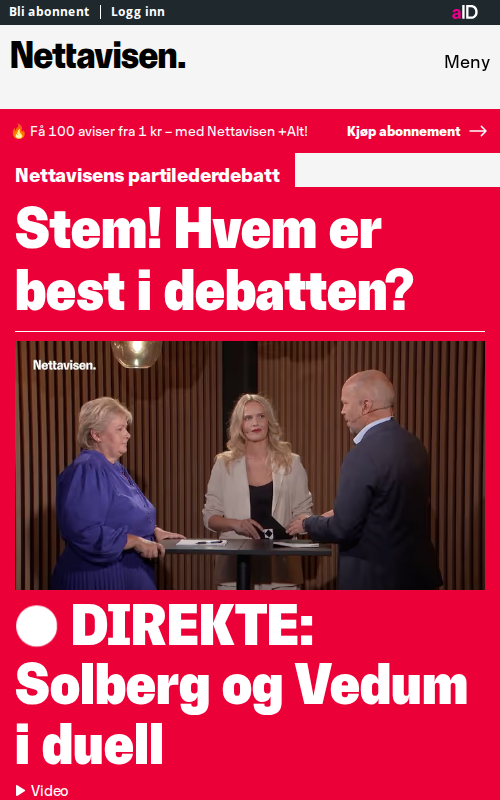 Bli abonnent | Logg inn
aID
Nettavisen.
Meny
🔥 Få 100 aviser fra 1 kr – med Nettavisen +Alt!
Kjøp abonnement →
Nettavisens partilederdebatt
Stem! Hvem er
best i debatten?
Nettavisen.
DIREKTE:
Solberg og Vedum
i duell
Video